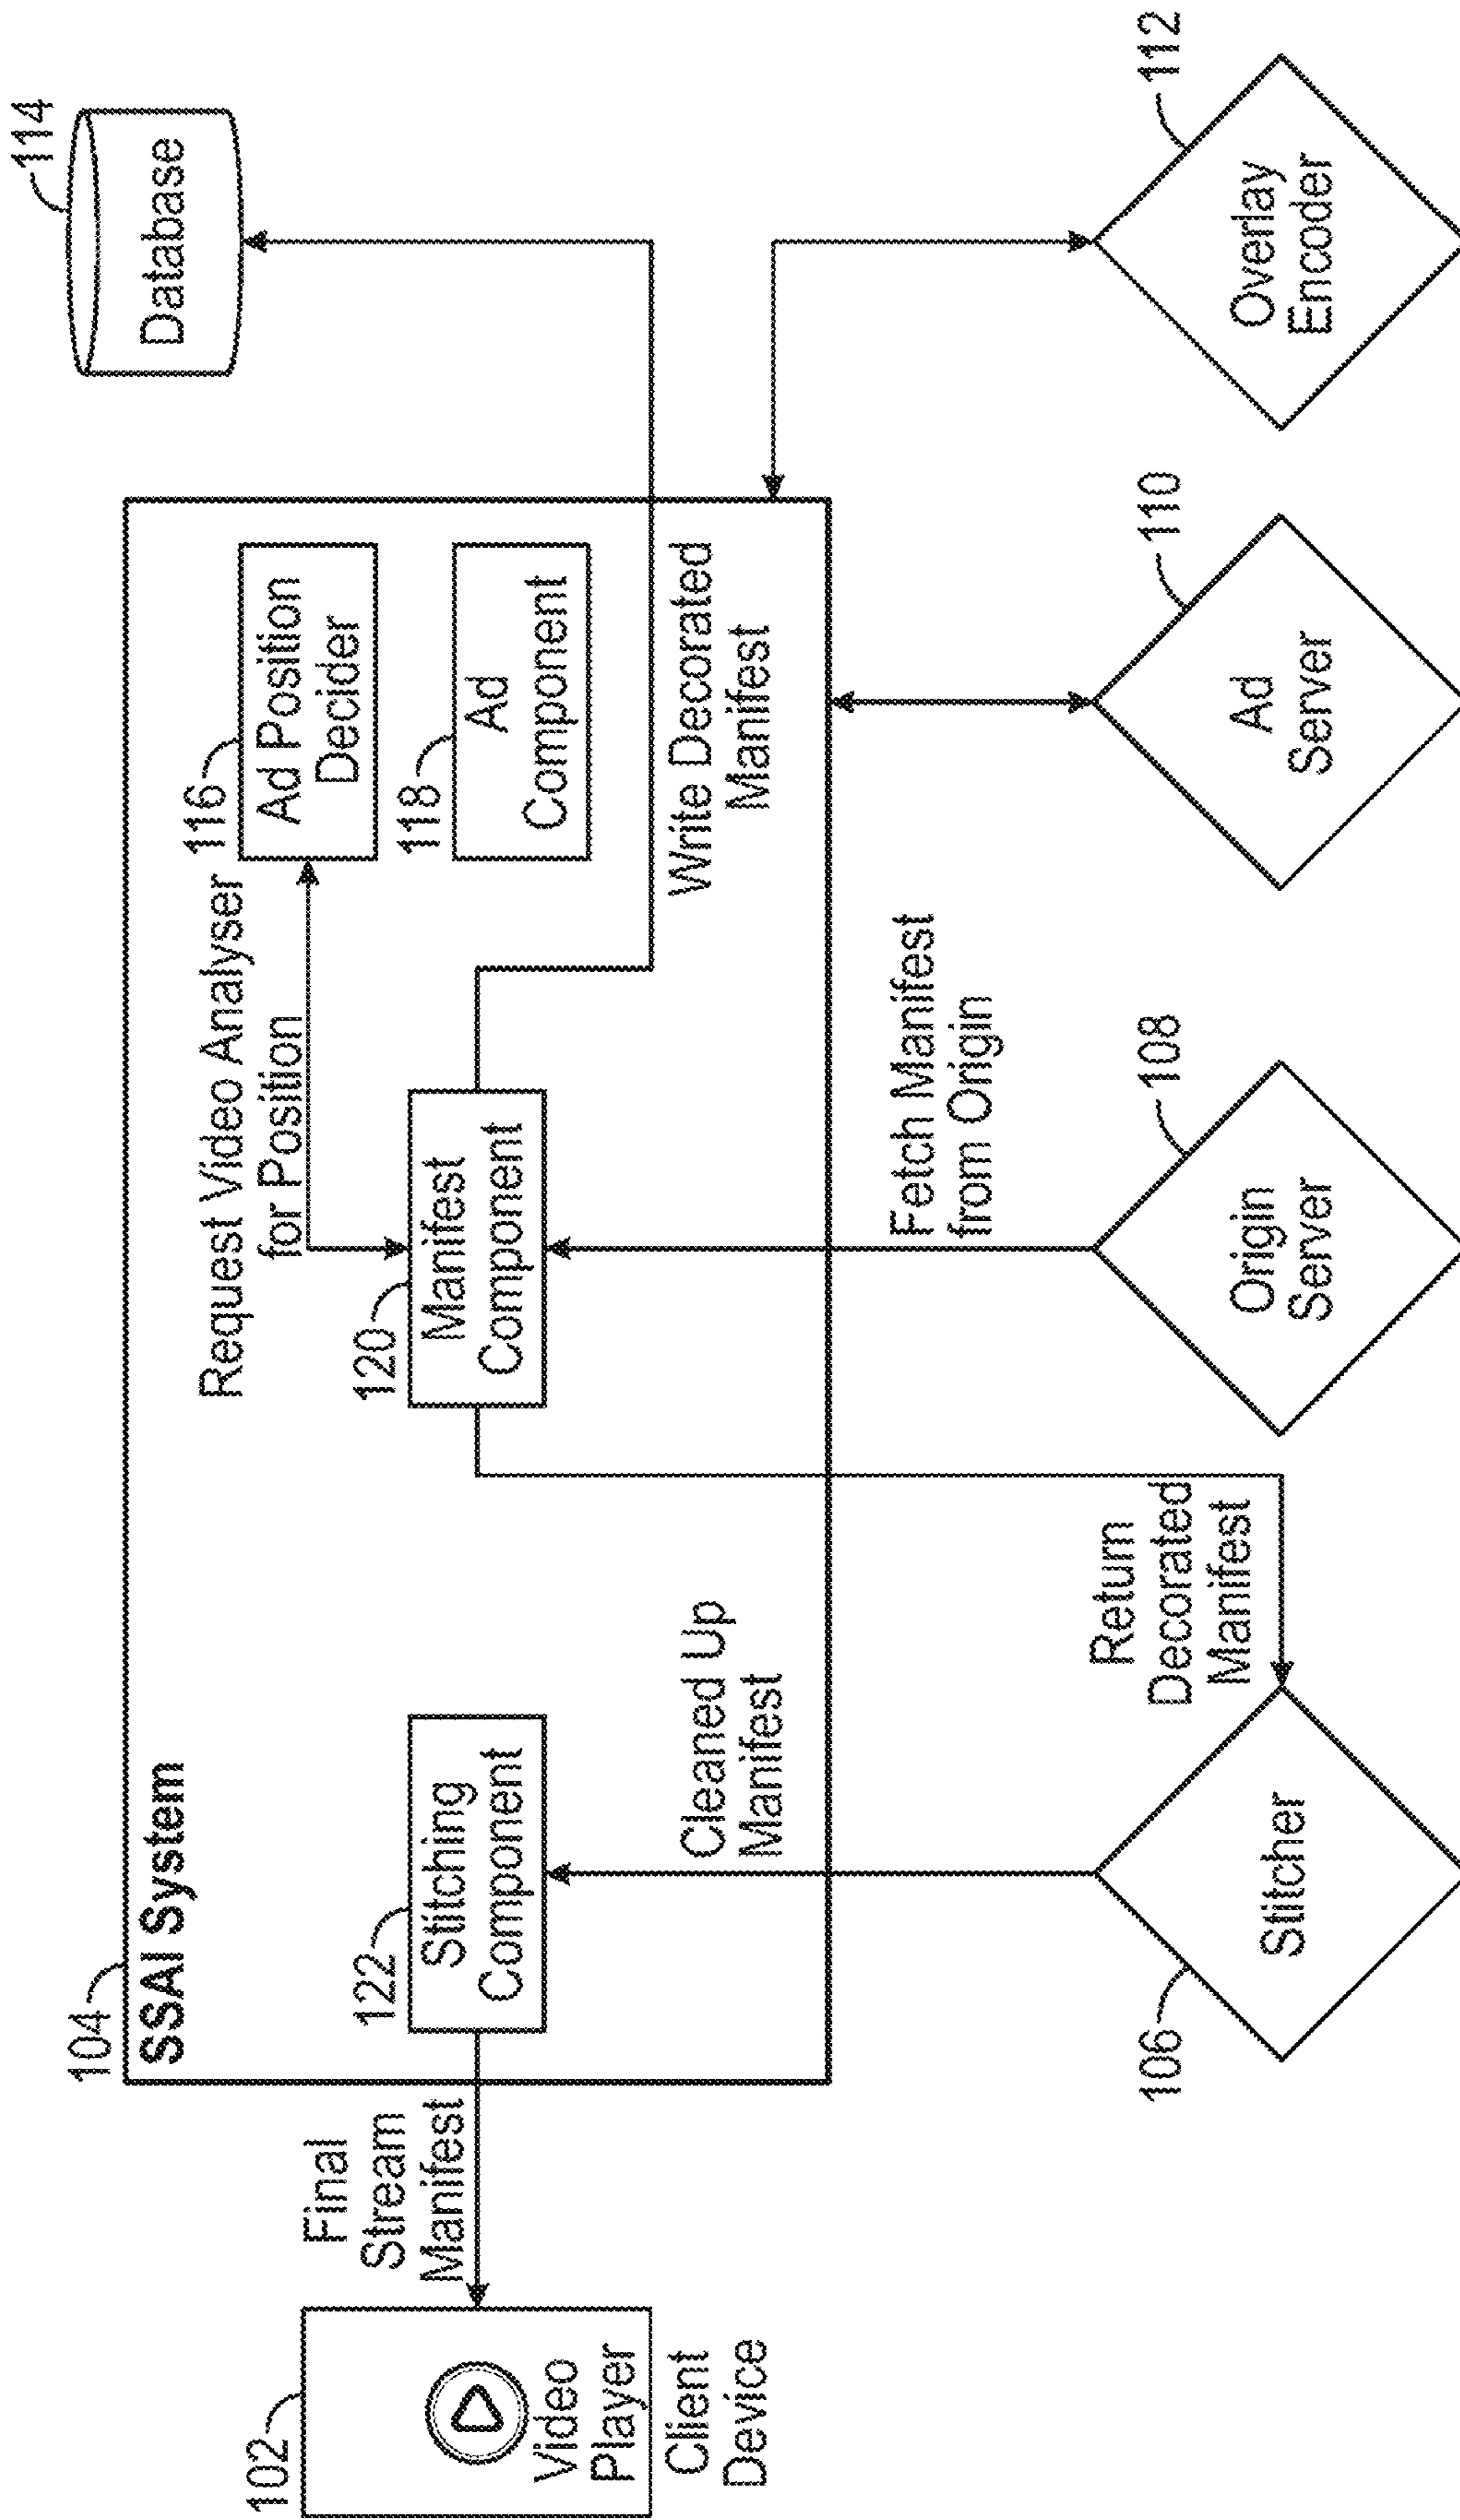 114
Database
104
SSAI System
116
Ad Position
Decider
Request Video Analyser
for Position
118
Ad
Component
102
Video
Player
Client
Device
Final
Stream
Manifest
122
Stitching
Component
120
Manifest
Component
Write Decorated
Manifest
Cleaned Up
Manifest
Fetch Manifest
from Origin
Return
Decorated
Manifest
106
Stitcher
108
Origin
Server
110
Ad
Server
112
Overlay
Encoder